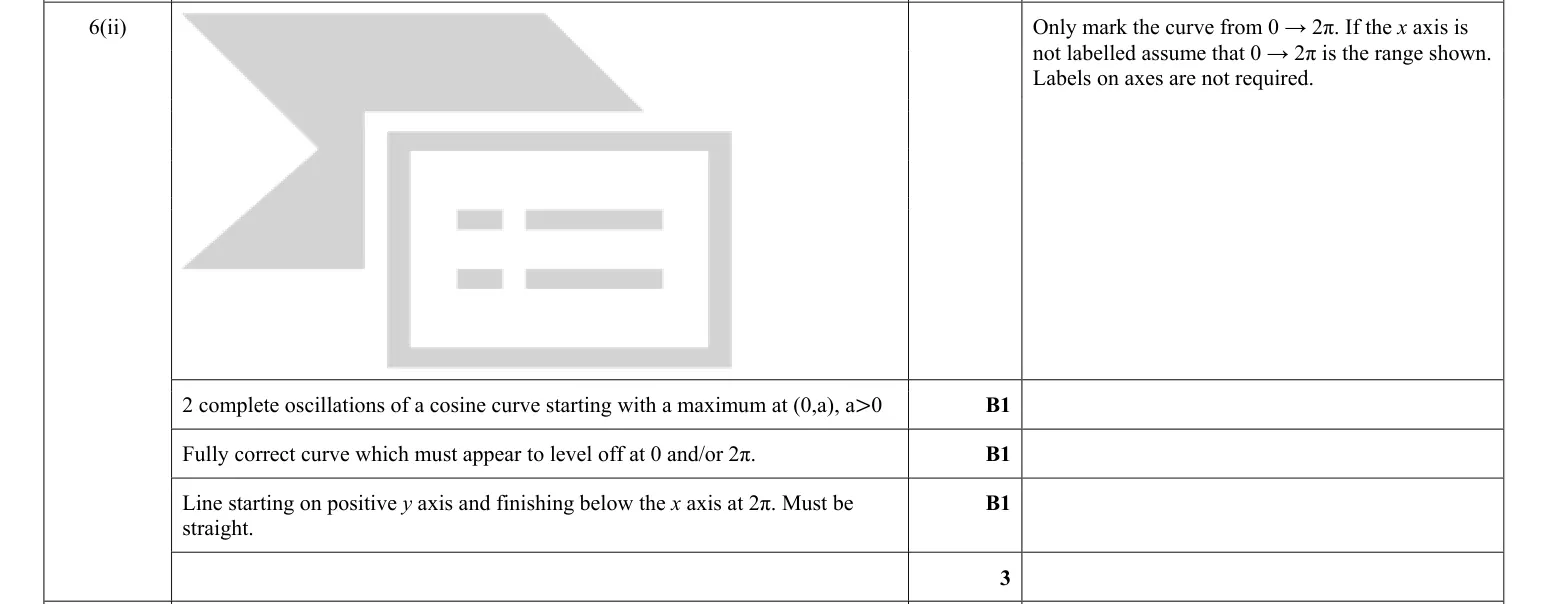 6(ii)
Only mark the curve from 0 → 2π. If the x axis is
not labelled assume that 0 → 2π is the range shown.
Labels on axes are not required.
2 complete oscillations of a cosine curve starting with a maximum at (0,a), a>0
B1
Fully correct curve which must appear to level off at 0 and/or 2π.
B1
Line starting on positive y axis and finishing below the x axis at 2π. Must be
straight.
B1
3